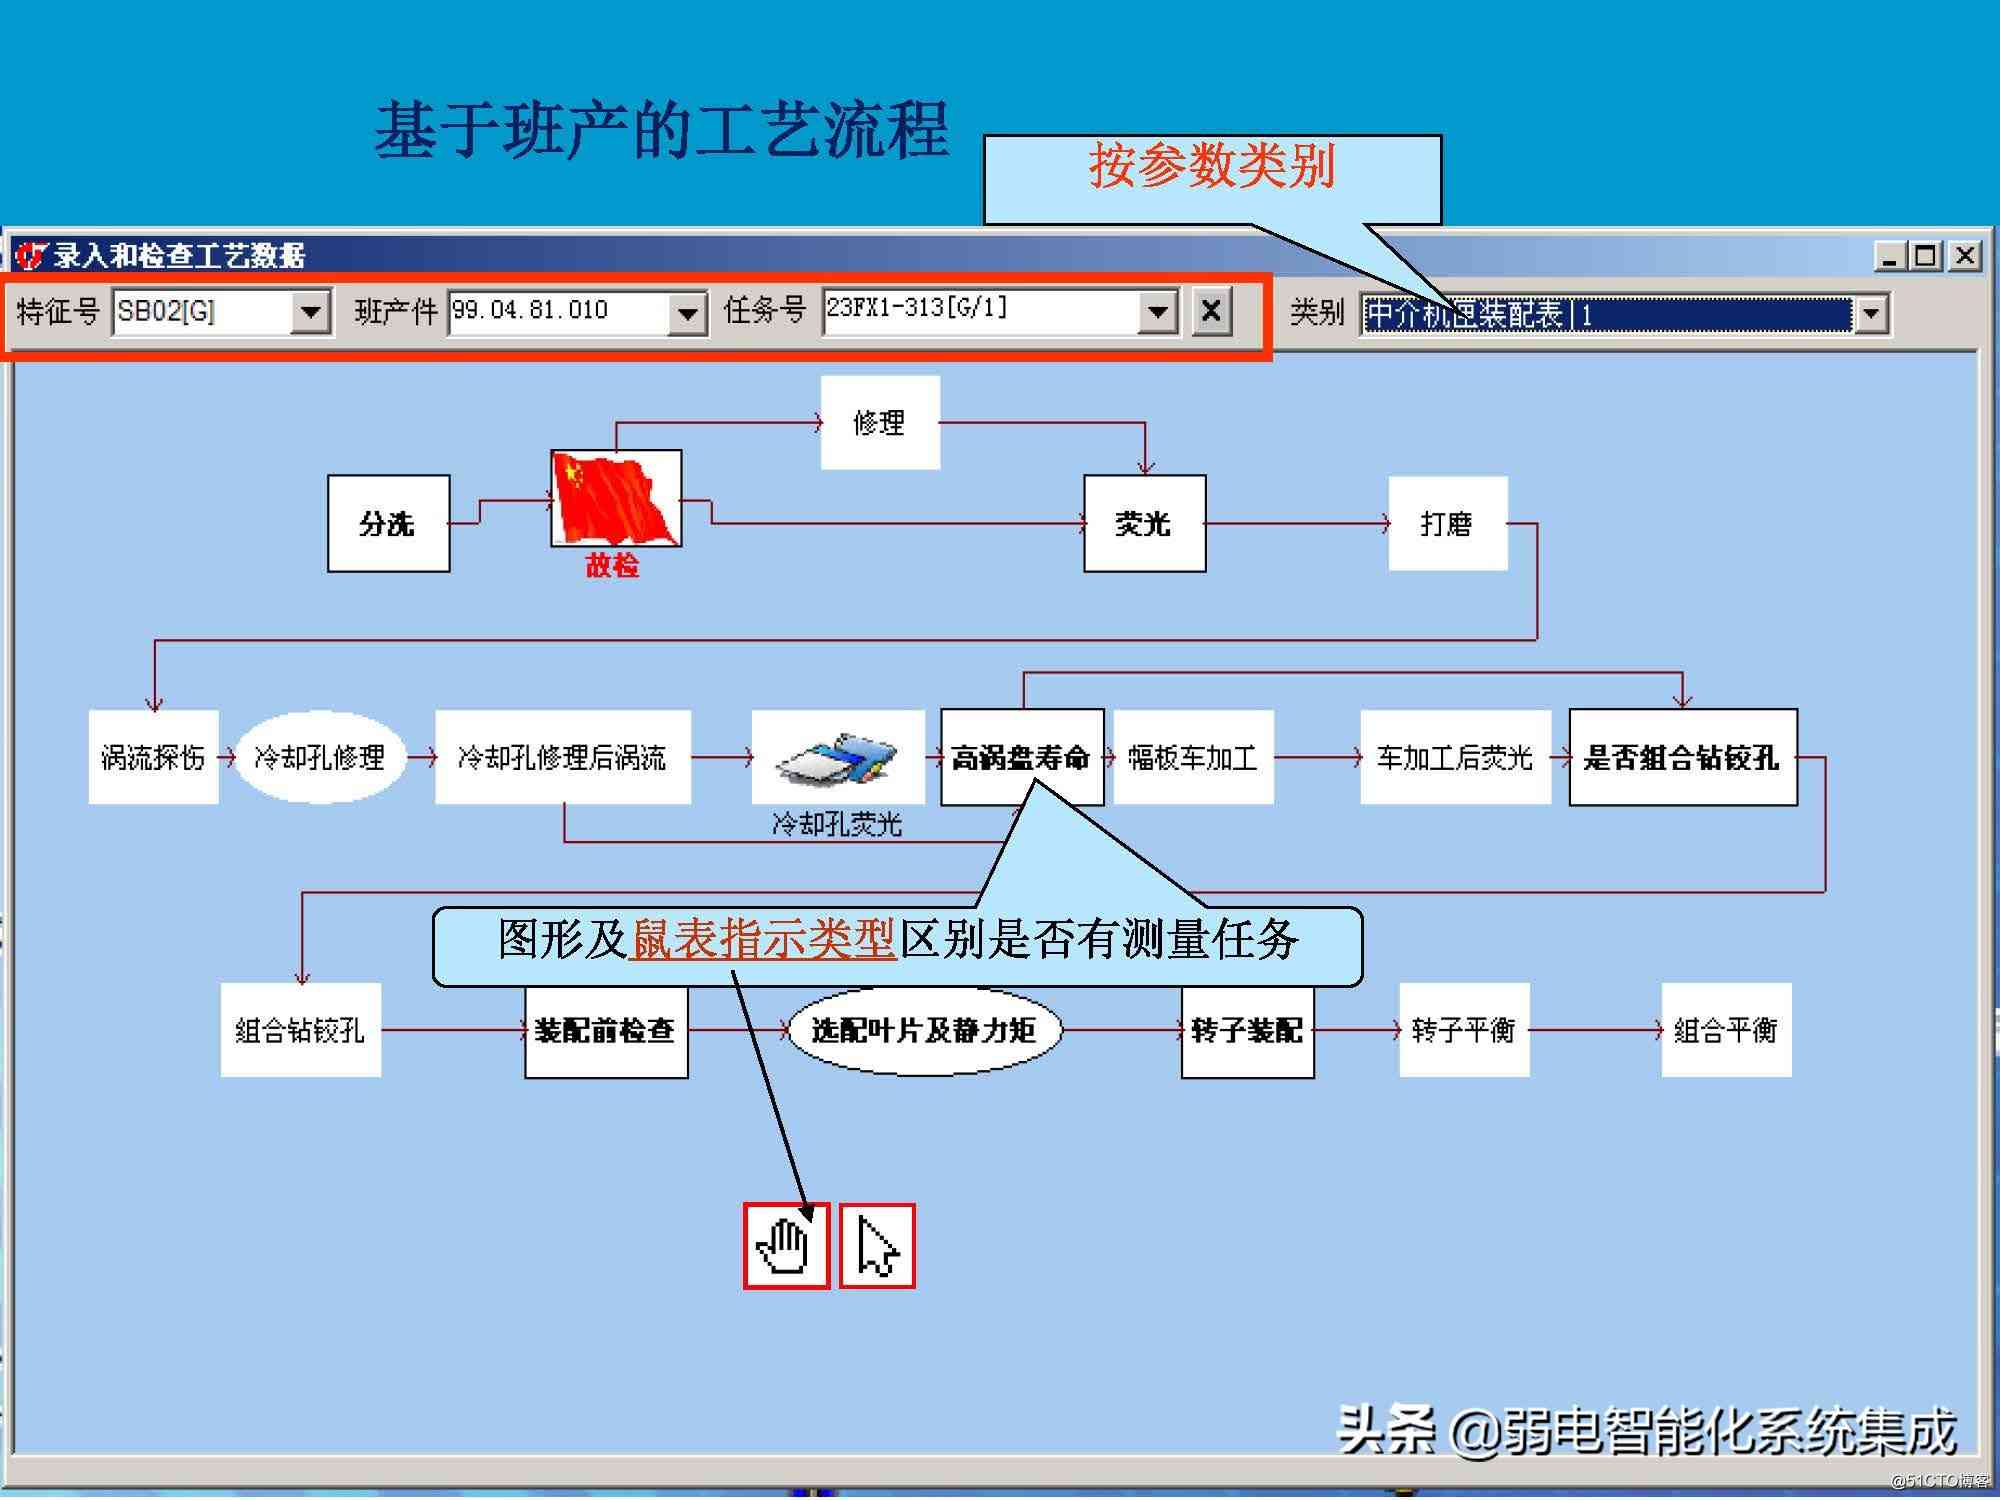 基于班产的工艺流程
按参数类别
录入和检查工艺数据
特征号 SB02[G] 班产件 99.04.81.010 任务号 23FX1-313[G/1] 类别 中介机匣装配表|1
修理
分洗 荧光 打磨
故检
涡流探伤 冷却孔修理 冷却孔修理后涡流 高涡盘寿命 幅板车加工 车加工后荧光 是否组合钻铰孔
冷却孔荧光
图形及鼠表指示类型区别是否有测量任务
组合钻铰孔 装配前检查 选配叶片及静力矩 转子装配 转子平衡 组合平衡
头条 @弱电智能化系统集成
@51CTO博客